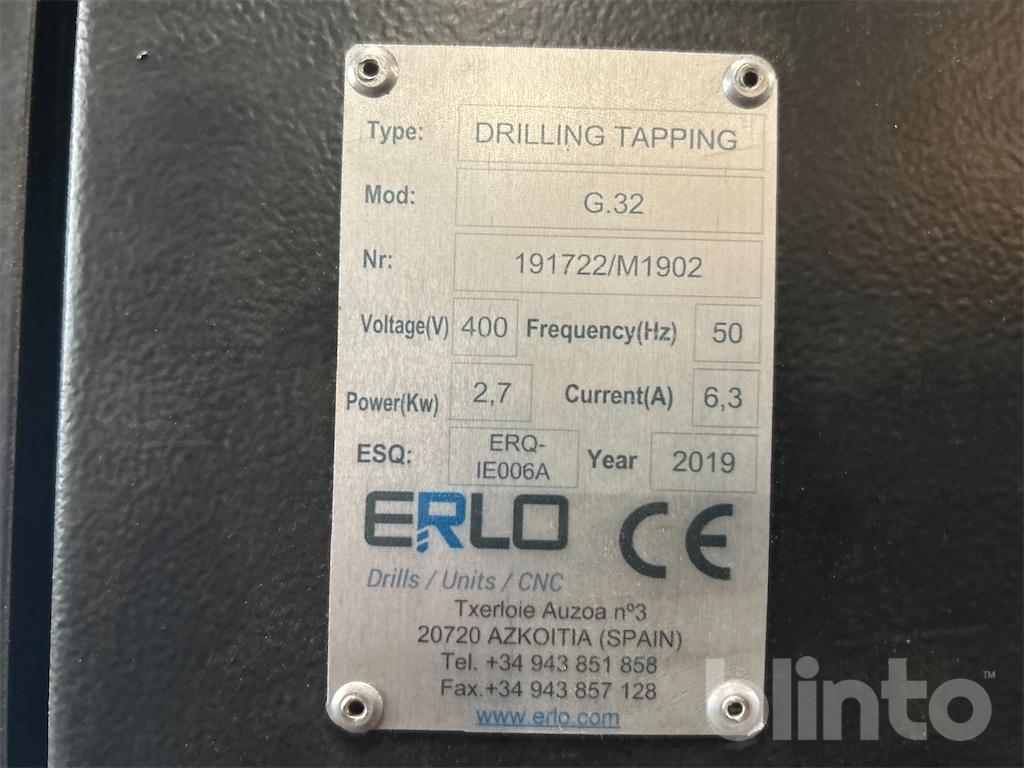 Type: DRILLING TAPPING
Mod: G.32
Nr: 191722/M1902
Voltage(V) 400 Frequency(Hz) 50
Power(Kw) 2,7 Current(A) 6,3
ESQ: ERQ-
IE006A Year 2019
ERLO CE
Drills / Units / CNC
Txerloie Auzoa nº3
20720 AZKOITIA (SPAIN)
Tel. +34 943 851 858
Fax.+34 943 857 128
www.erlo.com
blinto™